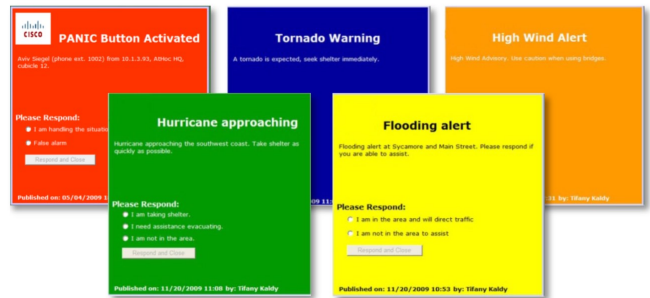 CISCO
PANIC Button Activated
Aviv Siegel (phone ext. 1002) from 10.1.3.93, AtHoc HQ,
cubicle 12.
Please Respond:
I am handling the situatio
False alarm
Respond and Close
Published on: 05/04/2009 1
Tornado Warning
A tornado is expected, seek shelter immediately.
09 11:
High Wind Alert
High Wind Advisory. Use caution when using bridges.
by: Tifany Kaldy
Hurricane approaching
Hurricane approaching the southwest coast. Take shelter as
quickly as possible.
Please Respond:
I am taking shelter.
I need assistance evacuating.
I am not in the area.
Respond and Close
Published on: 11/20/2009 11:08 by: Tifany Kaldy
Flooding alert
Flooding alert at Sycamore and Main Street. Please respond if
you are able to assist.
Please Respond:
I am in the area and will direct traffic
I am not in the area to assist
Respond and Close
Published on: 11/20/2009 10:53 by: Tifany Kaldy